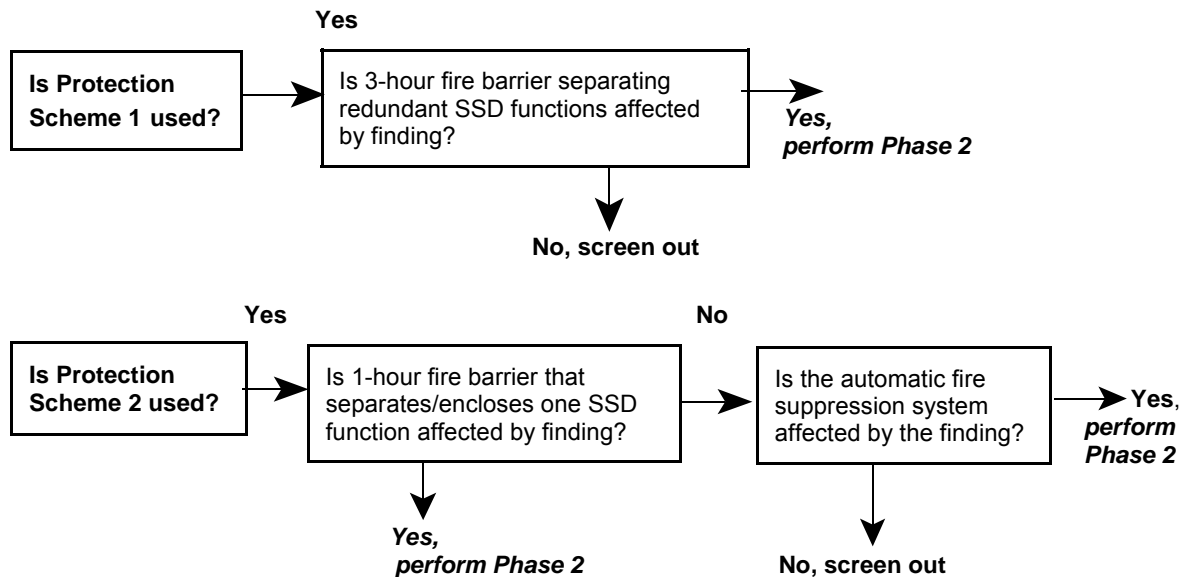 Yes
Is Protection
Scheme 1 used?
Is 3-hour fire barrier separating
redundant SSD functions affected
by finding?
Yes,
perform Phase 2
No, screen out
Yes
No
Is Protection
Scheme 2 used?
Is 1-hour fire barrier that
separates/encloses one SSD
function affected by finding?
Is the automatic fire
suppression system
affected by the finding?
Yes,
perform
Phase 2
Yes,
perform Phase 2
No, screen out